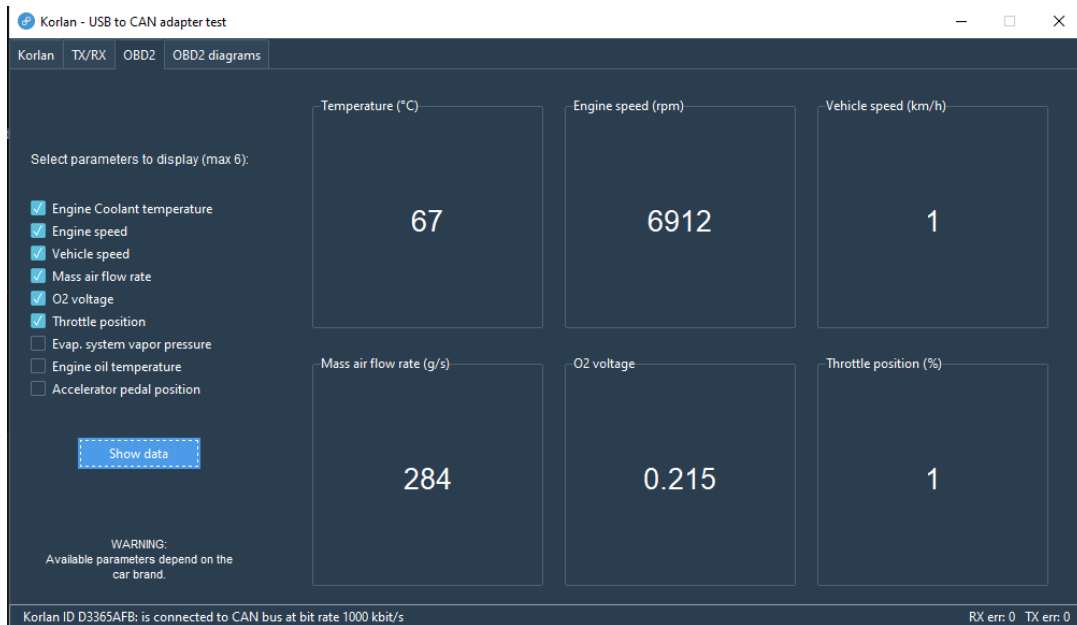 Korlan - USB to CAN adapter test
Korlan TX/RX OBD2 OBD2 diagrams
Select parameters to display (max 6):
Engine Coolant temperature
Engine speed
Vehicle speed
Mass air flow rate
O2 voltage
Throttle position
Evap. system vapor pressure
Engine oil temperature
Accelerator pedal position
Show data
WARNING:
Available parameters depend on the
car brand.
Temperature (°C) Engine speed (rpm) Vehicle speed (km/h)
67 6912 1
Mass air flow rate (g/s) O2 voltage Throttle position (%)
284 0.215 1
Korlan ID D3365AFB: is connected to CAN bus at bit rate 1000 kbit/s RX err: 0 TX err: 0